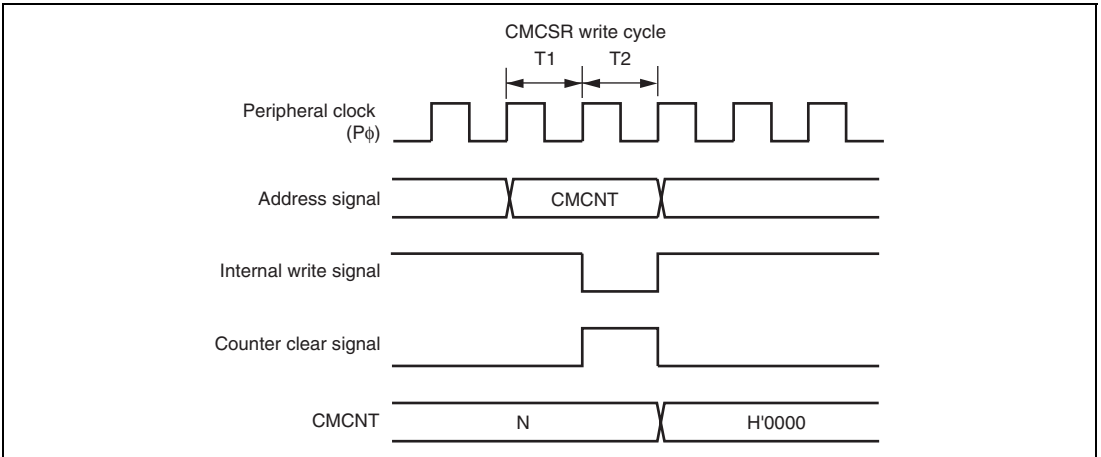 CMCSR write cycle
T1 T2
Peripheral clock
(Pϕ)
Address signal CMCNT
Internal write signal
Counter clear signal
CMCNT N H'0000